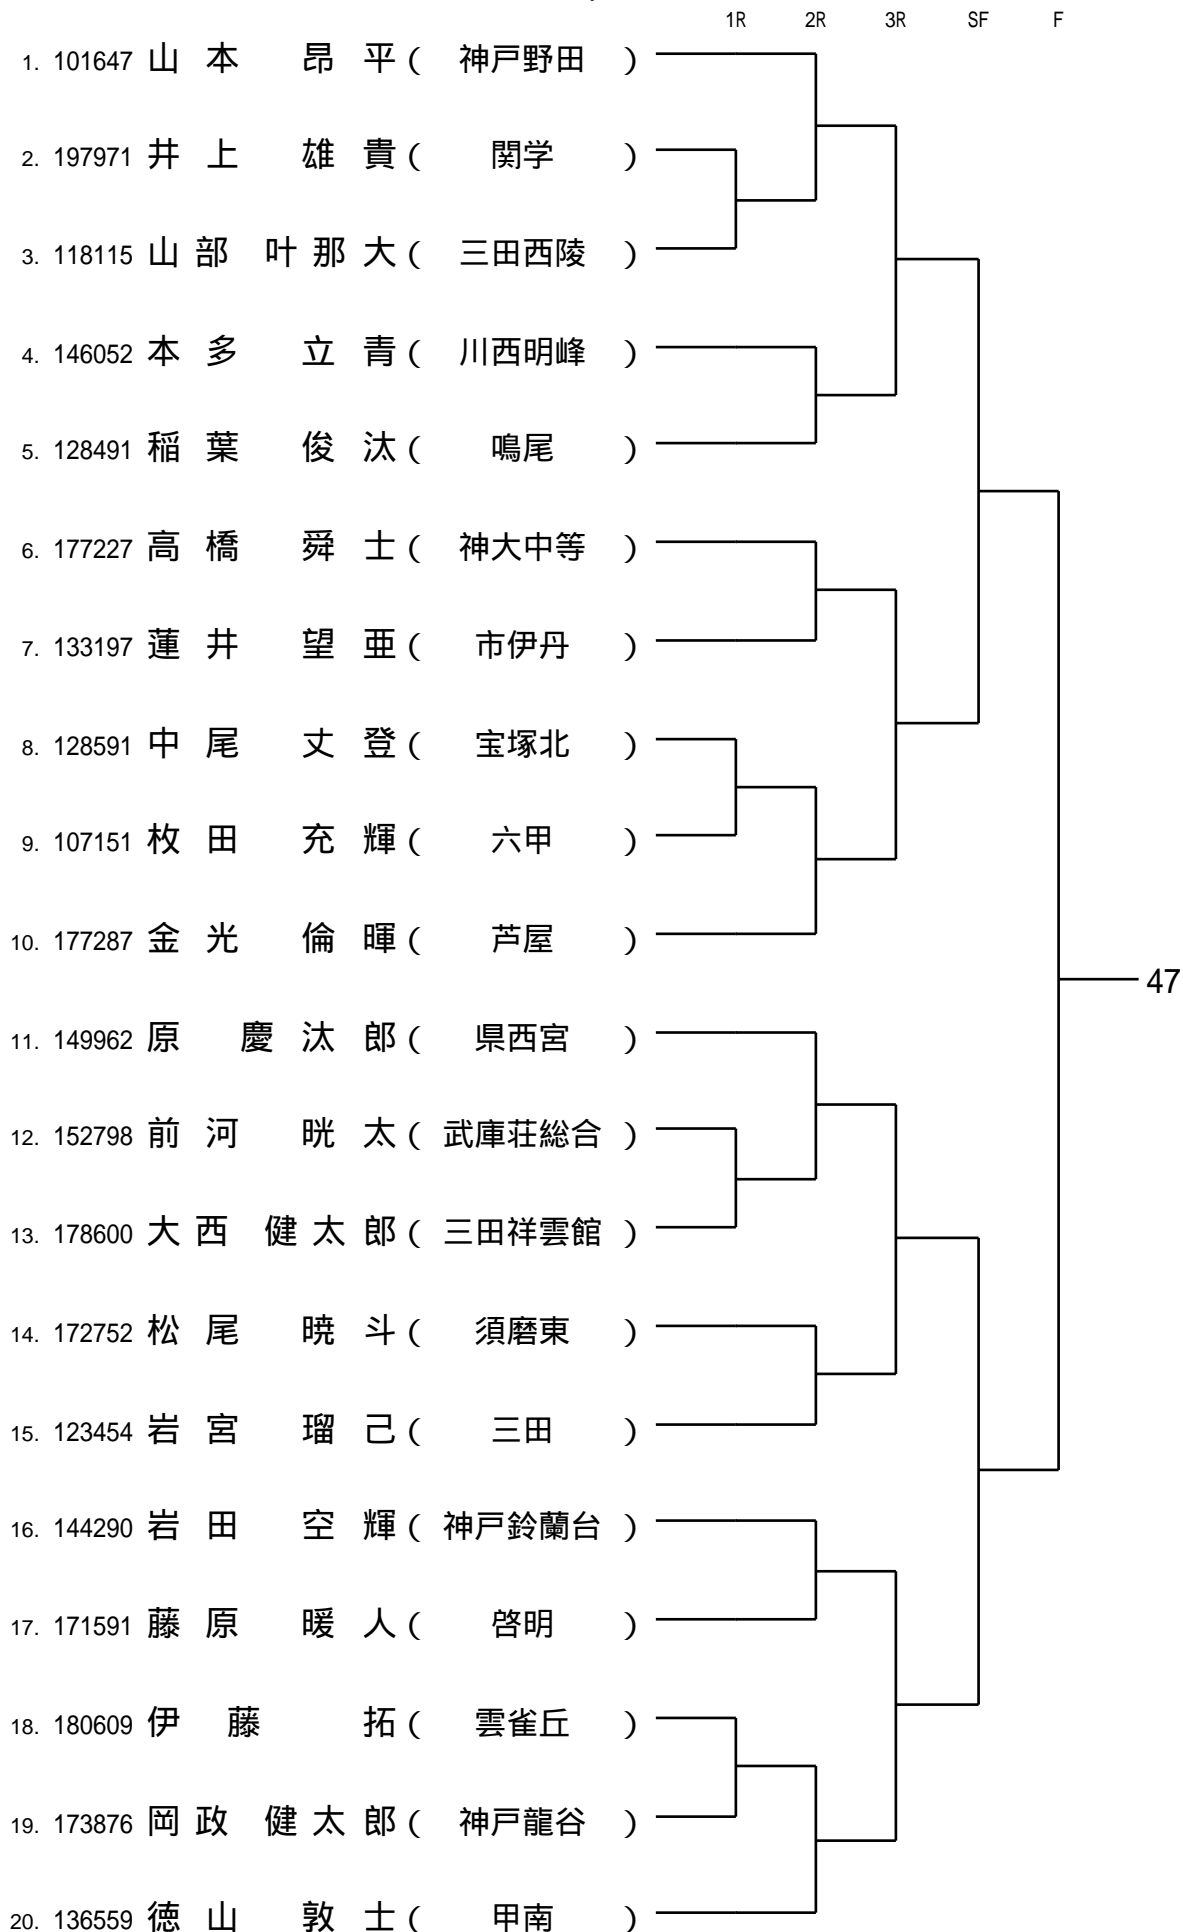 1R 2R 3R SF F
1. 101647 山本 昂平 ( 神戸野田 )
2. 197971 井上 雄貴 ( 関学 )
3. 118115 山部 叶那大 ( 三田西陵 )
4. 146052 本多 立青 ( 川西明峰 )
5. 128491 稲葉 俊汰 ( 鳴尾 )
6. 177227 高橋 舜士 ( 神大中等 )
7. 133197 蓮井 望亜 ( 市伊丹 )
8. 128591 中尾 丈登 ( 宝塚北 )
9. 107151 枚田 充輝 ( 六甲 )
10. 177287 金光 倫暉 ( 芦屋 )
47
11. 149962 原 慶汰郎 ( 県西宮 )
12. 152798 前河 晄太 ( 武庫荘総合 )
13. 178600 大西 健太郎 ( 三田祥雲館 )
14. 172752 松尾 暁斗 ( 須磨東 )
15. 123454 岩宮 瑠己 ( 三田 )
16. 144290 岩田 空輝 ( 神戸鈴蘭台 )
17. 171591 藤原 暖人 ( 啓明 )
18. 180609 伊藤 拓 ( 雲雀丘 )
19. 173876 岡政 健太郎 ( 神戸龍谷 )
20. 136559 徳山 敦士 ( 甲南 )